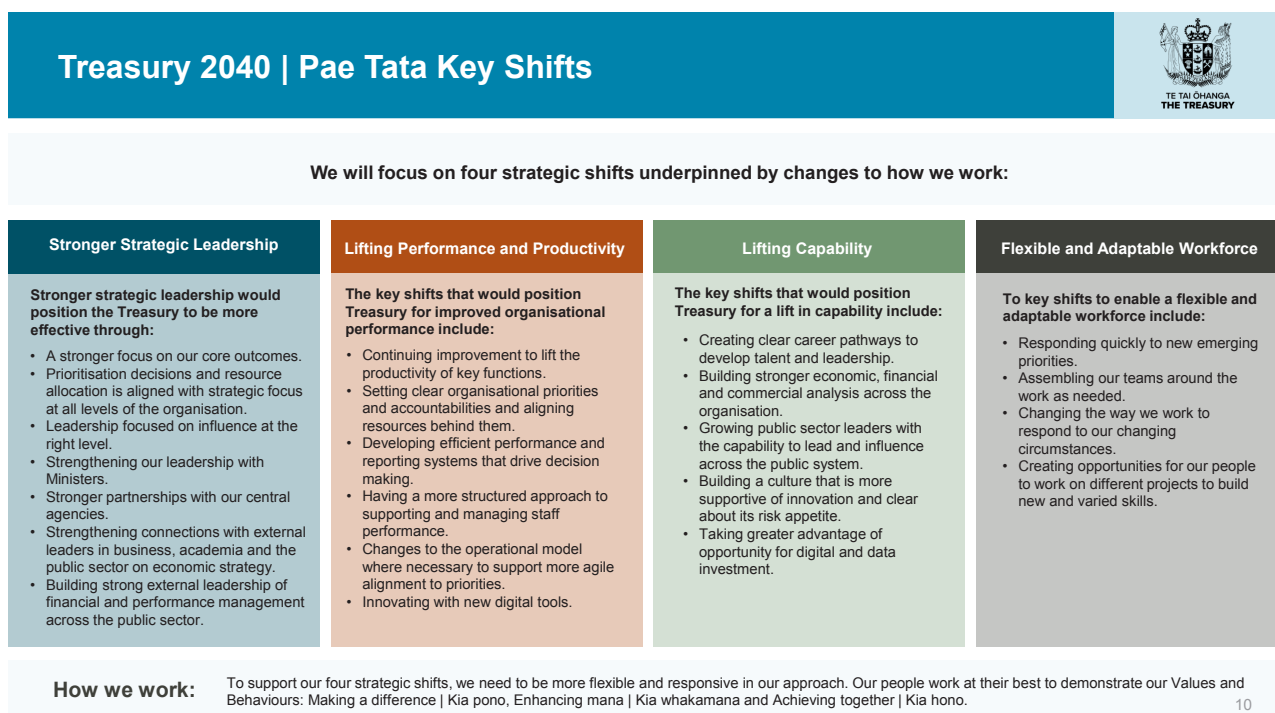 Treasury 2040 | Pae Tata Key Shifts
TE TAI ŌHANGA
THE TREASURY
We will focus on four strategic shifts underpinned by changes to how we work:
Stronger Strategic Leadership
Stronger strategic leadership would
position the Treasury to be more
effective through:
• A stronger focus on our core outcomes.
• Prioritisation decisions and resource
allocation is aligned with strategic focus
at all levels of the organisation.
• Leadership focused on influence at the
right level.
• Strengthening our leadership with
Ministers.
• Stronger partnerships with our central
agencies.
• Strengthening connections with external
leaders in business, academia and the
public sector on economic strategy.
• Building strong external leadership of
financial and performance management
across the public sector.
Lifting Performance and Productivity
The key shifts that would position
Treasury for improved organisational
performance include:
• Continuing improvement to lift the
productivity of key functions.
• Setting clear organisational priorities
and accountabilities and aligning
resources behind them.
• Developing efficient performance and
reporting systems that drive decision
making.
• Having a more structured approach to
supporting and managing staff
performance.
• Changes to the operational model
where necessary to support more agile
alignment to priorities.
• Innovating with new digital tools.
Lifting Capability
The key shifts that would position
Treasury for a lift in capability include:
• Creating clear career pathways to
develop talent and leadership.
• Building stronger economic, financial
and commercial analysis across the
organisation.
• Growing public sector leaders with
the capability to lead and influence
across the public system.
• Building a culture that is more
supportive of innovation and clear
about its risk appetite.
• Taking greater advantage of
opportunity for digital and data
investment.
Flexible and Adaptable Workforce
To key shifts to enable a flexible and
adaptable workforce include:
• Responding quickly to new emerging
priorities.
• Assembling our teams around the
work as needed.
• Changing the way we work to
respond to our changing
circumstances.
• Creating opportunities for our people
to work on different projects to build
new and varied skills.
How we work:
To support our four strategic shifts, we need to be more flexible and responsive in our approach. Our people work at their best to demonstrate our Values and
Behaviours: Making a difference | Kia pono, Enhancing mana | Kia whakamana and Achieving together | Kia hono.
10